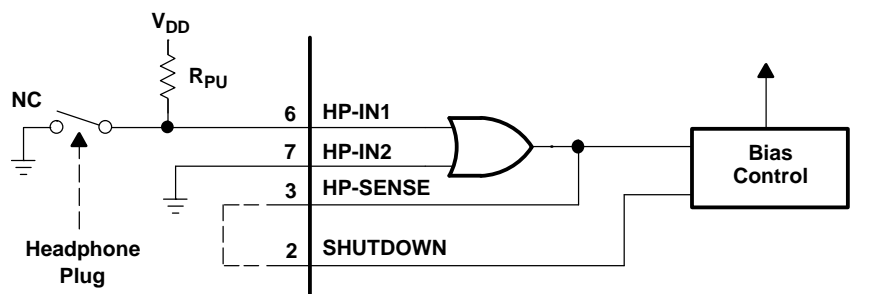 VDD
RPU
NC
6 HP-IN1
7 HP-IN2
3 HP-SENSE
2 SHUTDOWN
Bias
Control
Headphone
Plug